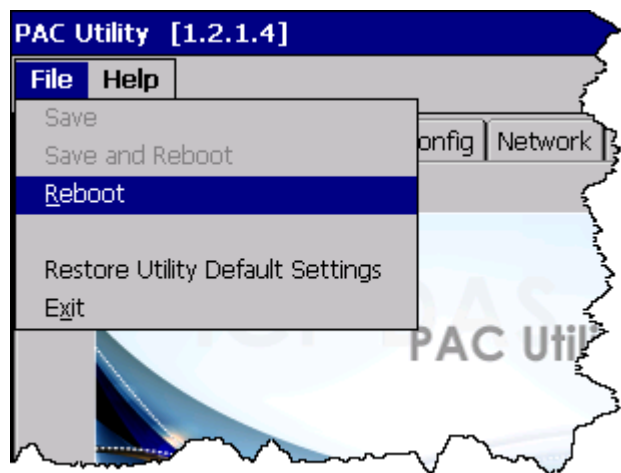 PAC Utility [1.2.1.4]
File Help
Save
Save and Reboot
Reboot
Restore Utility Default Settings
Exit
onfig Network
PAC Utili